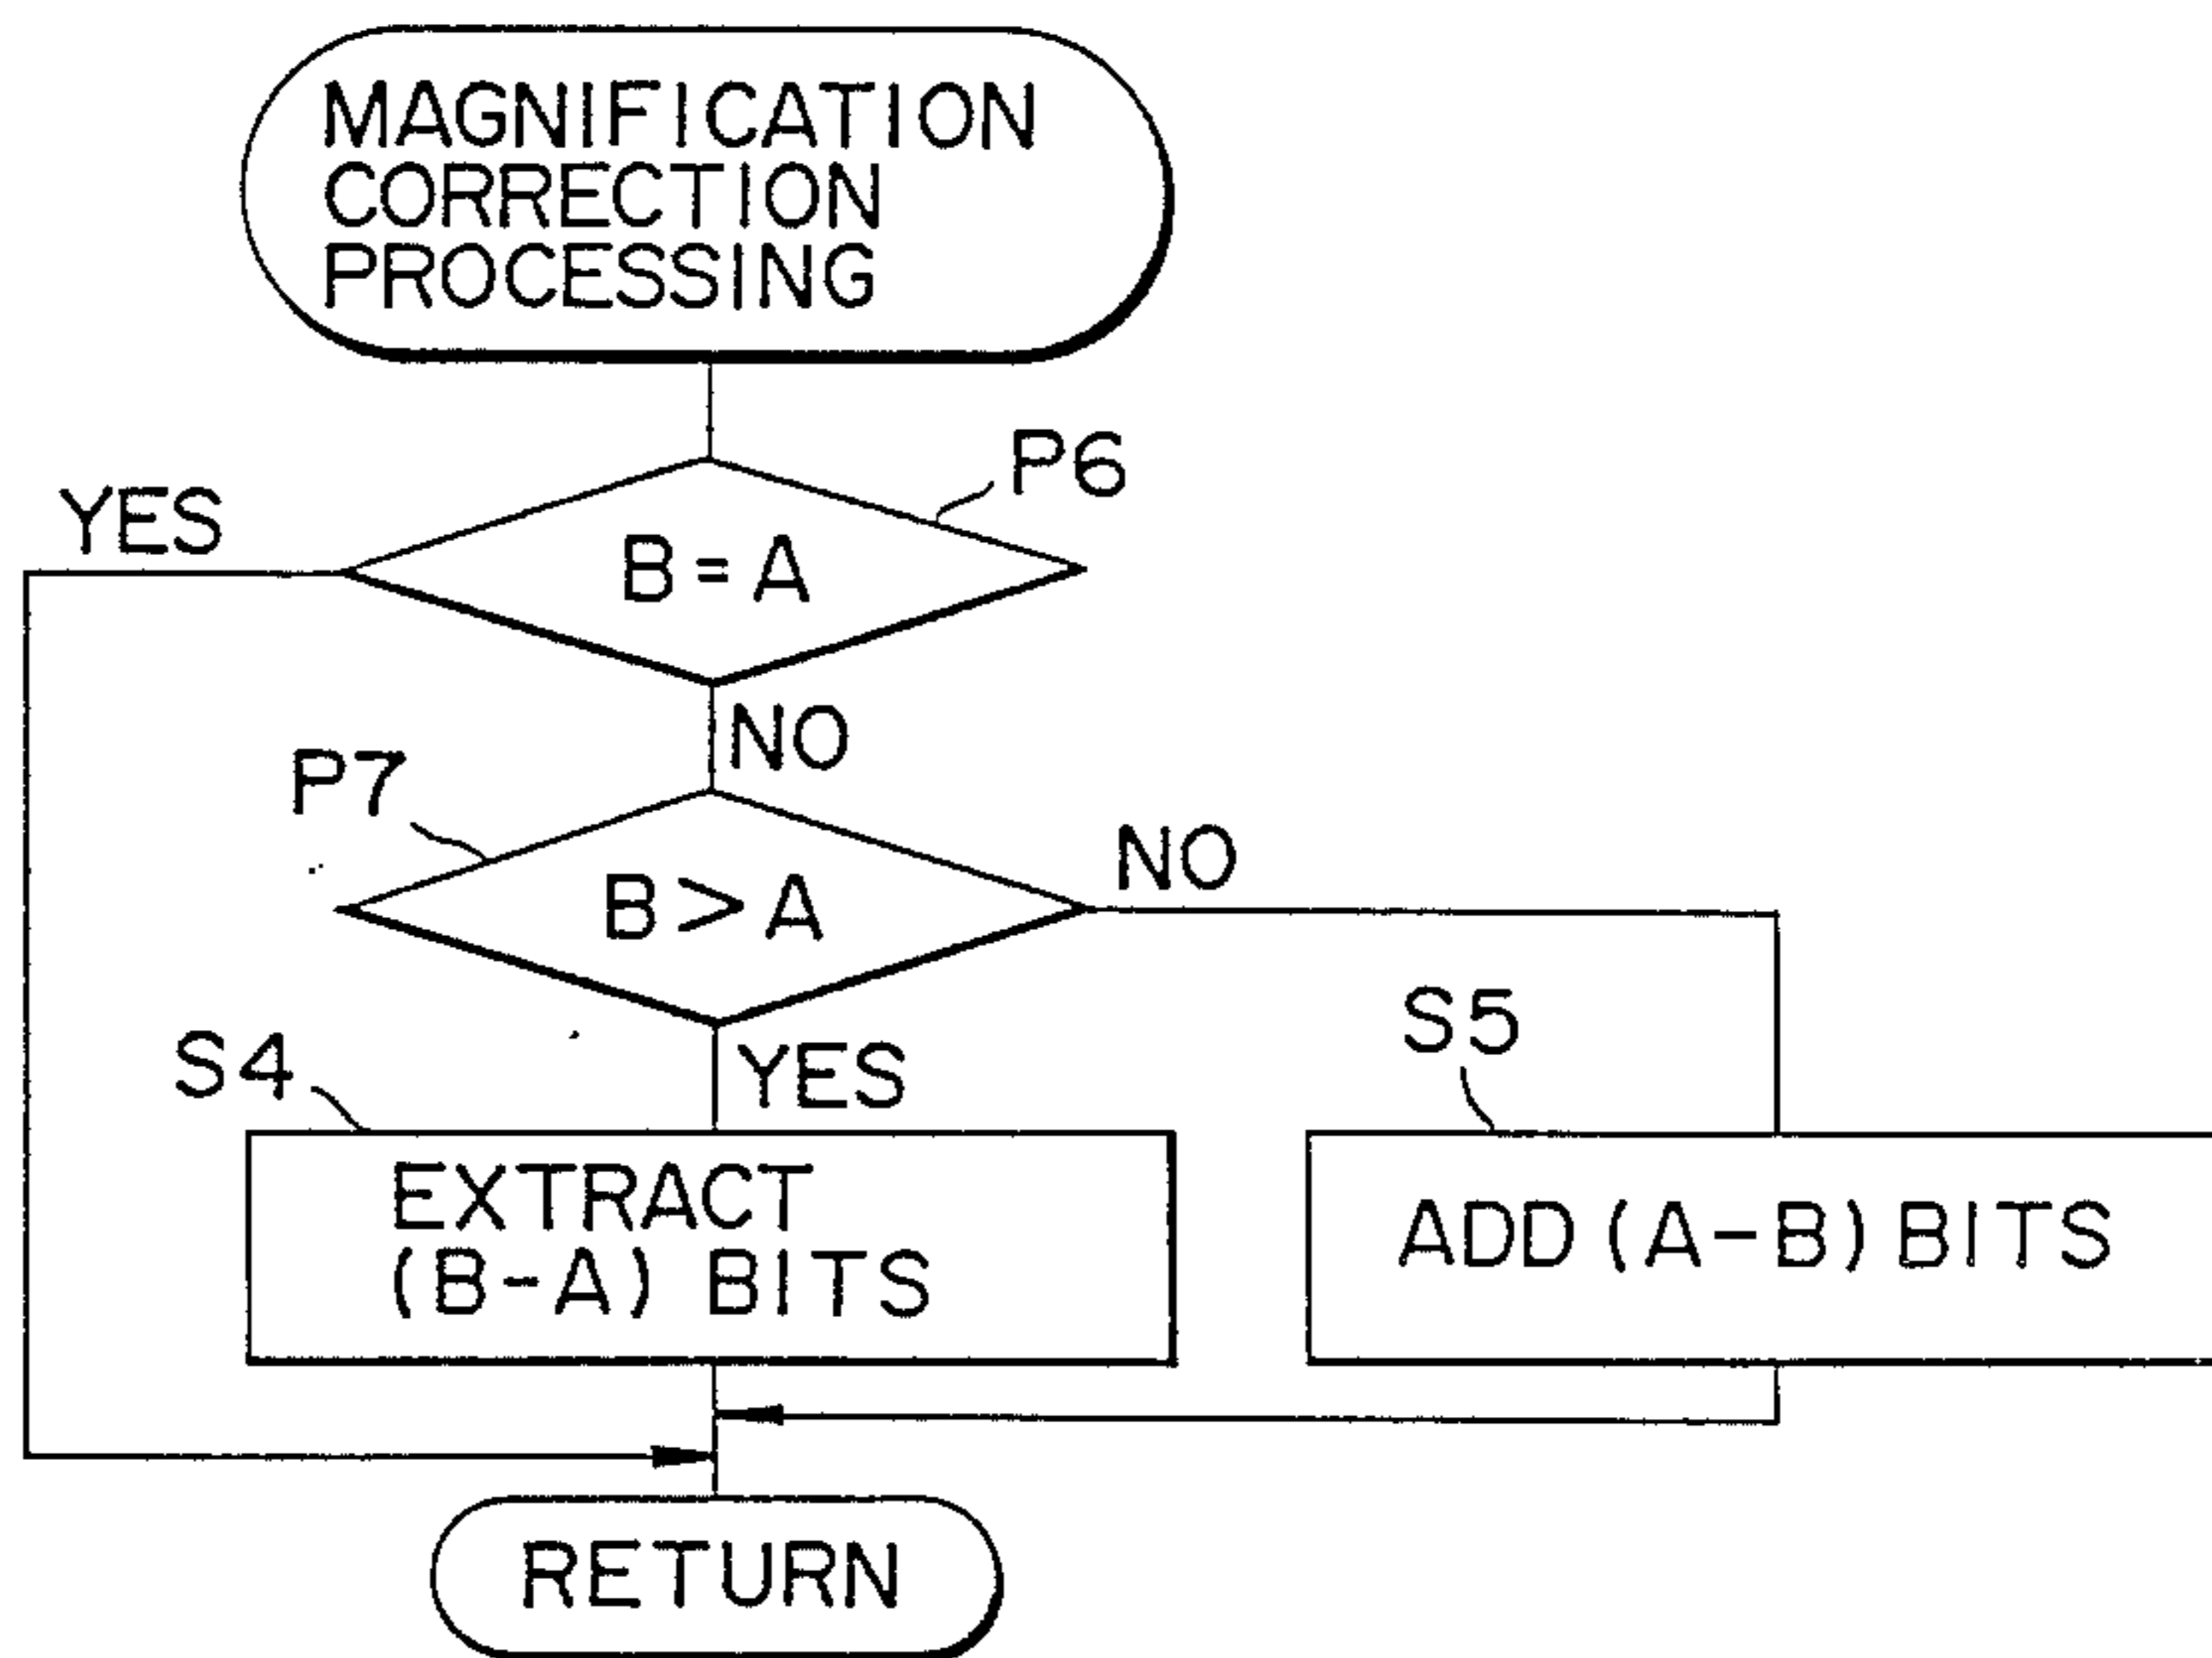 MAGNIFICATION
CORRECTION
PROCESSING
P6
YES
B=A
NO
P7
NO
B>A
S5
S4
YES
EXTRACT
(B-A) BITS
ADD (A-B) BITS
RETURN